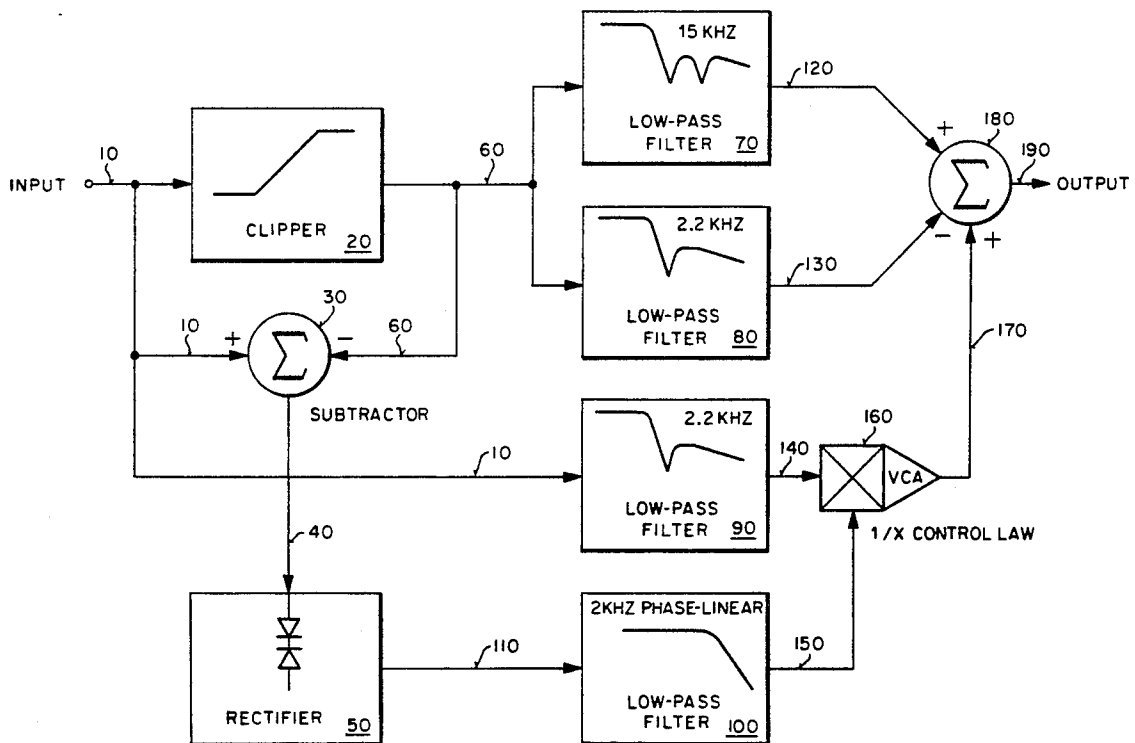 15 KHZ
120
LOW-PASS
FILTER 70
10
INPUT
CLIPPER 20
60
+
180
Σ
190
OUTPUT
-
+
2.2 KHZ
130
LOW-PASS
FILTER 80
170
10
+
30
Σ
-
60
SUBTRACTOR
10
2.2 KHZ
140
LOW-PASS
FILTER 90
160
VCA
1/X CONTROL LAW
40
RECTIFIER 50
110
2KHZ PHASE-LINEAR
150
LOW-PASS
FILTER 100